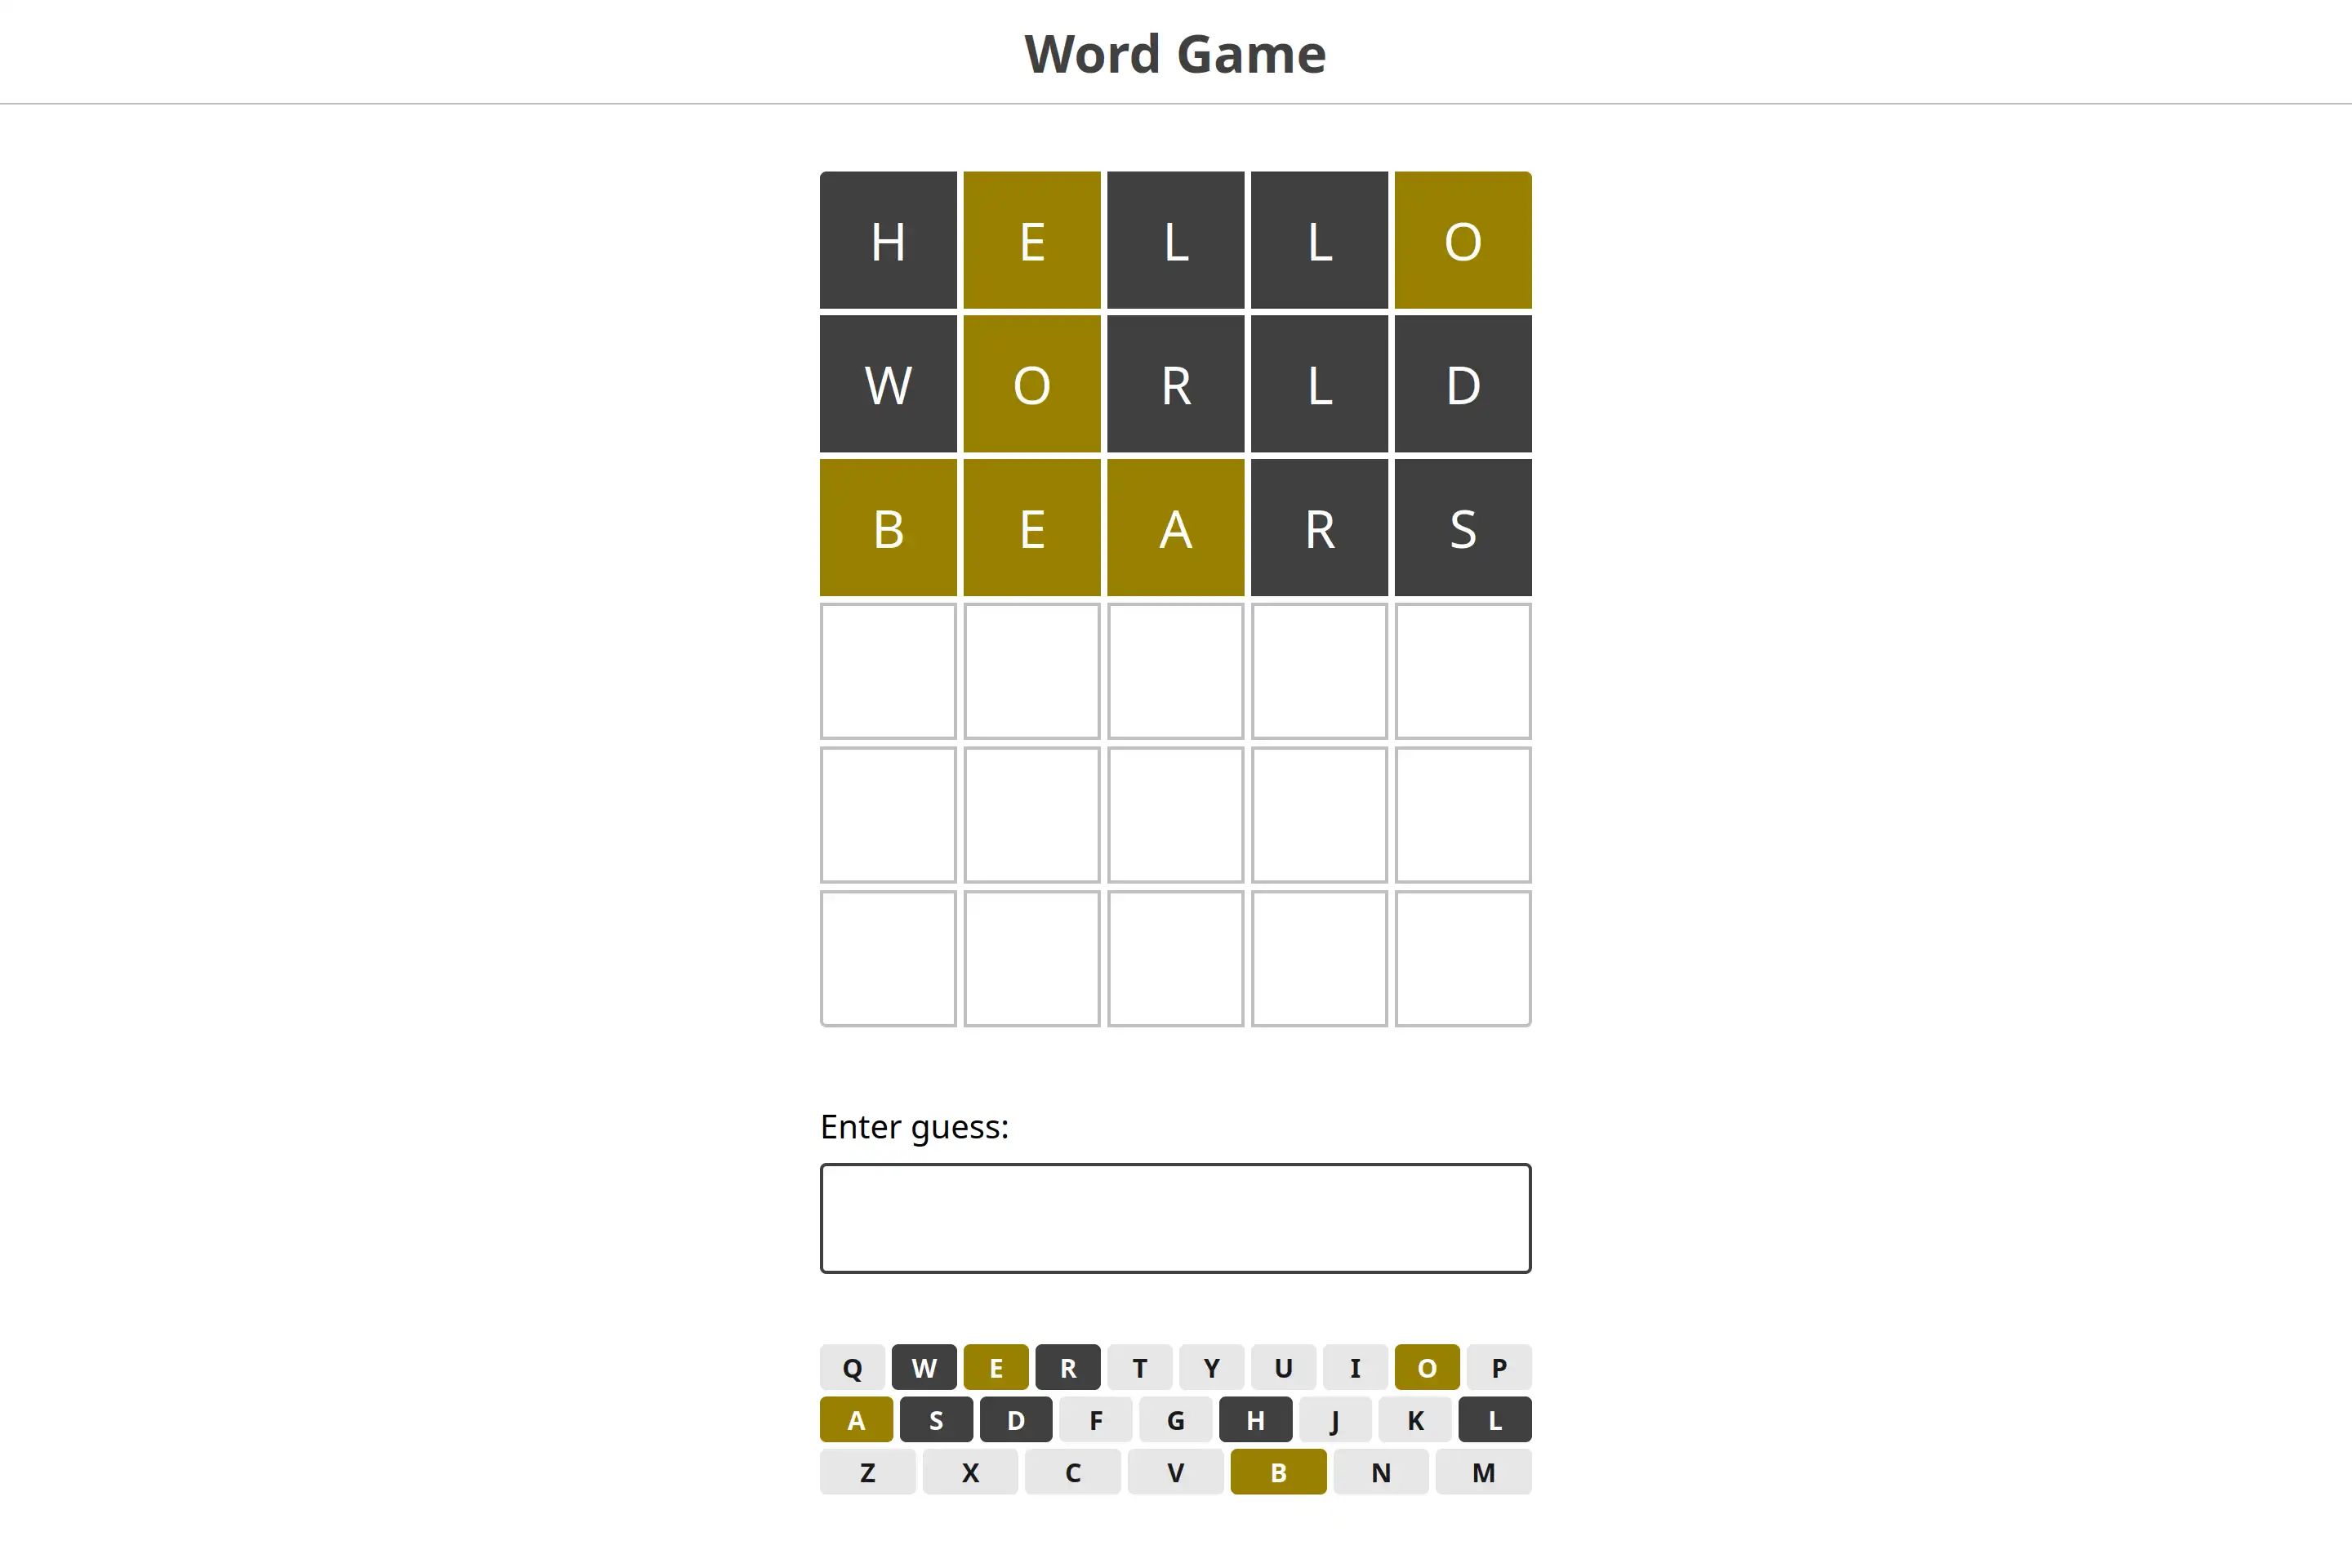 Word Game
H E L L O
W O R L D
B E A R S
Enter guess:
Q W E R T Y U I O P
A S D F G H J K L
Z X C V B N M